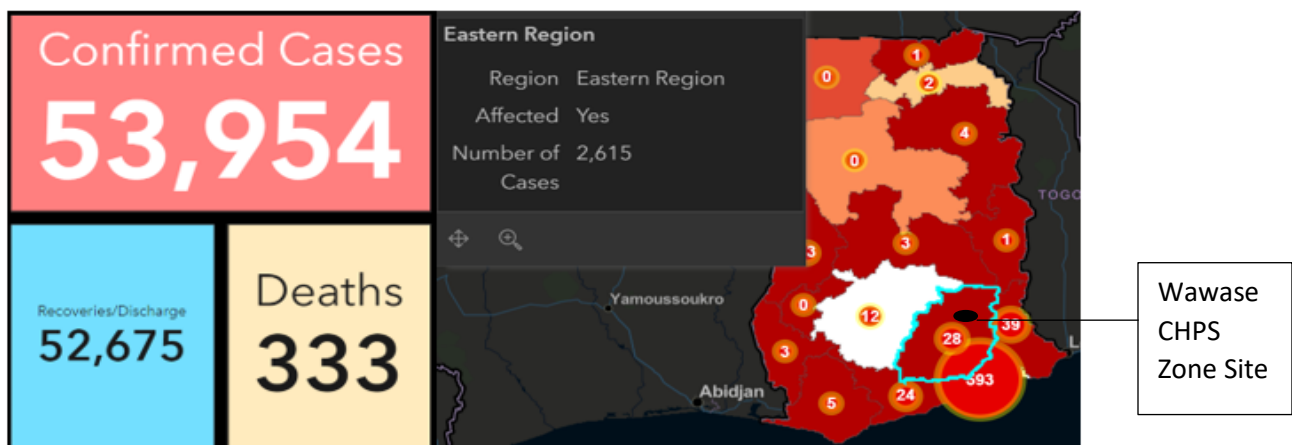 Confirmed Cases
53,954
Recoveries/Discharge
52,675
Deaths
333
Eastern Region
Region Eastern Region
Affected Yes
Number of 2,615
Cases
1
0
2
4
0
TOGO
3
3
1
0
Yamoussoukro
12
39
28
3
593
Abidjan
24
5
L
Wawase
CHPS
Zone Site